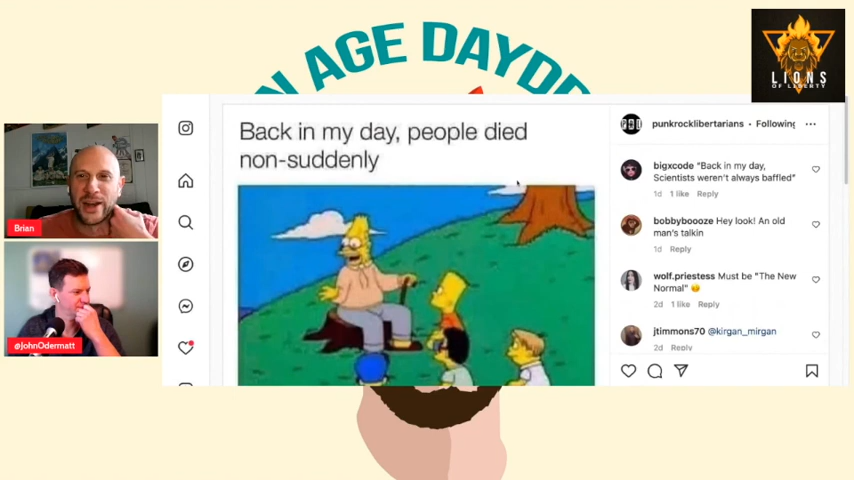 N AGE DAYD
LIONS
OF LIBERTY
Back in my day, people died
non-suddenly
punkrocklibertarians • Following
bigxcode "Back in my day,
Scientists weren't always baffled"
1d 1 like Reply
bobbyboooze Hey look! An old
man's talkin
1d Reply
wolf.priestess Must be "The New
Normal"
2d 1 like Reply
jtimmons70 @kirgan_mirgan
2d Reply
Brian
@JohnOdermatt